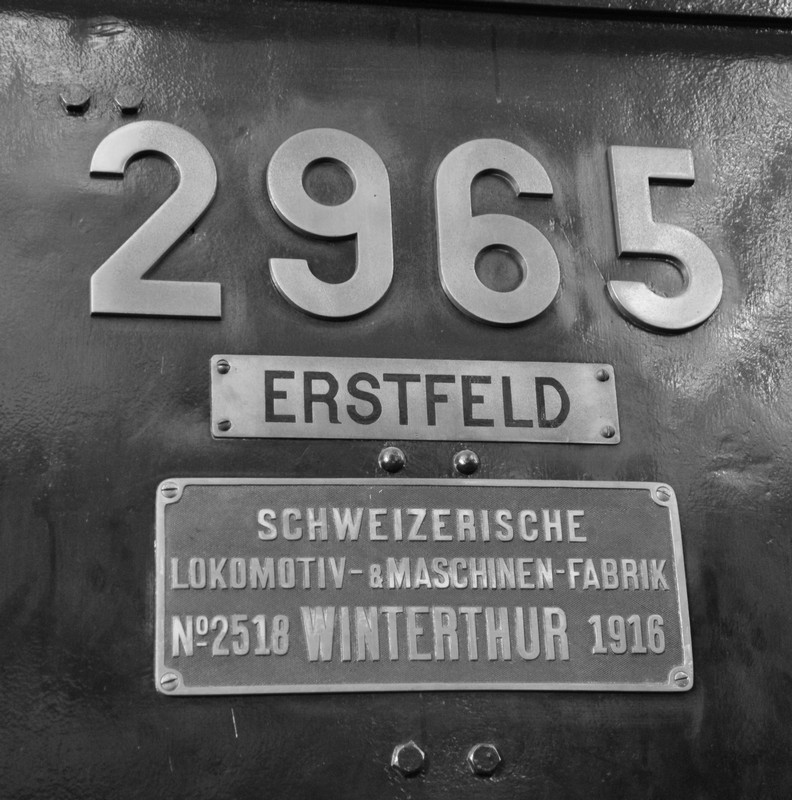 2965
ERSTFELD
SCHWEIZERISCHE
LOKOMOTIV-&MASCHINEN-FABRIK
Nº2518 WINTERTHUR 1916